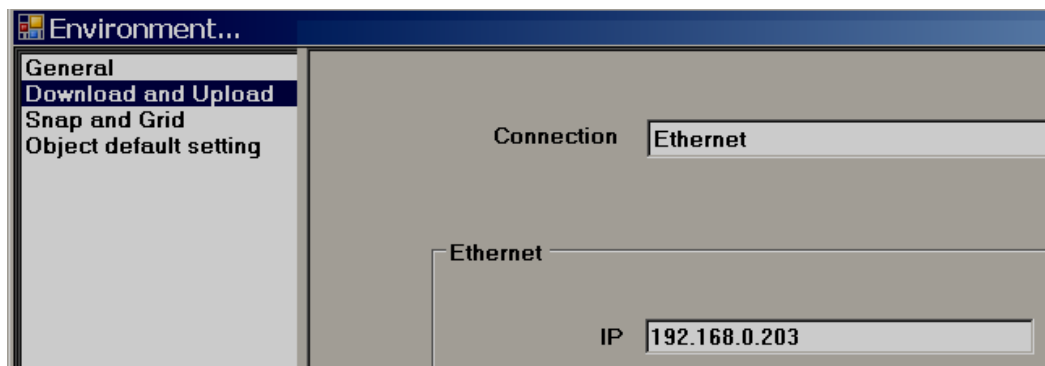 Environment...
General
Download and Upload
Snap and Grid
Object default setting
Connection Ethernet
Ethernet
IP 192.168.0.203